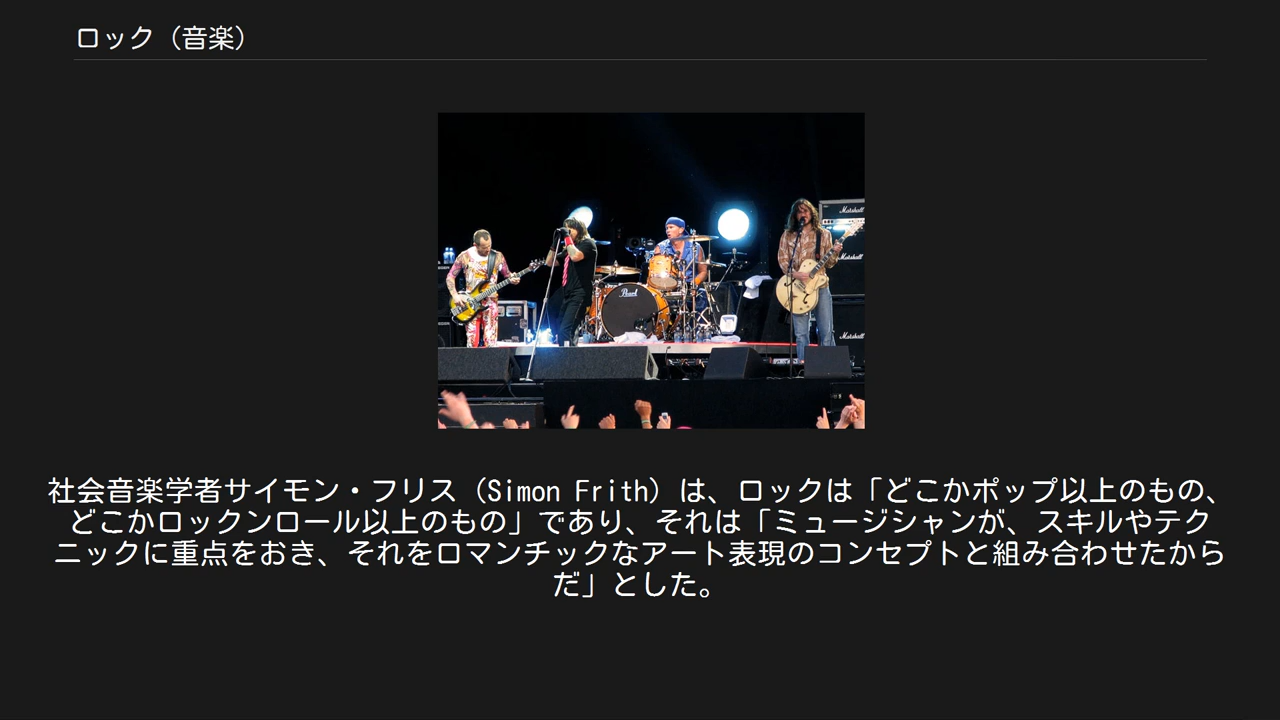 ロック（音楽）
Marshall
Marshall
Pearl
Marshall
社会音楽学者サイモン・フリス（Simon Frith）は、ロックは「どこかポップ以上のもの、
どこかロックンロール以上のもの」であり、それは「ミュージシャンが、スキルやテク
ニックに重点をおき、それをロマンチックなアート表現のコンセプトと組み合わせたから
だ」とした。